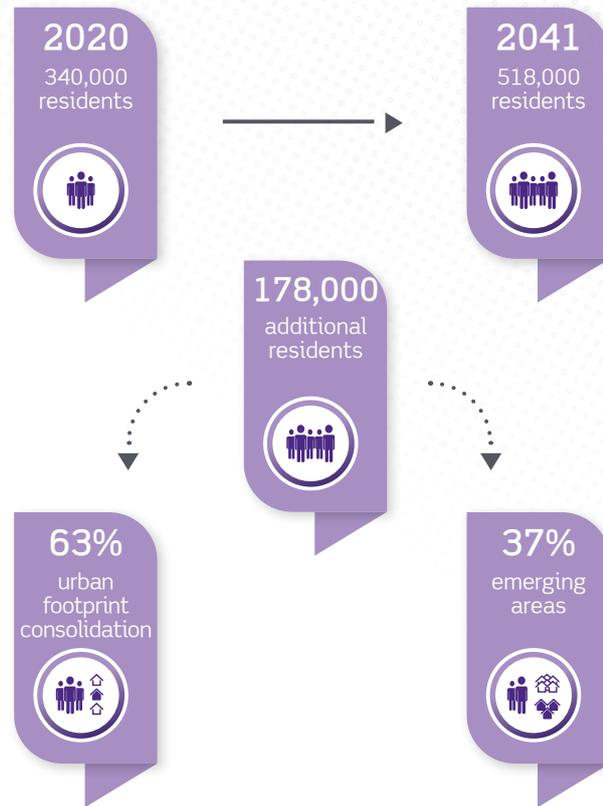 2020
340,000
residents
2041
518,000
residents
178,000
additional
residents
63%
urban
footprint
consolidation
37%
emerging
areas